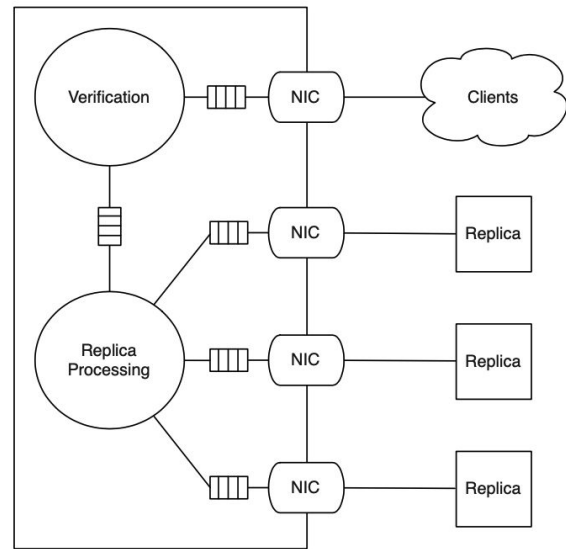 Verification
NIC
Clients
NIC
Replica
Replica
Processing
NIC
Replica
NIC
Replica